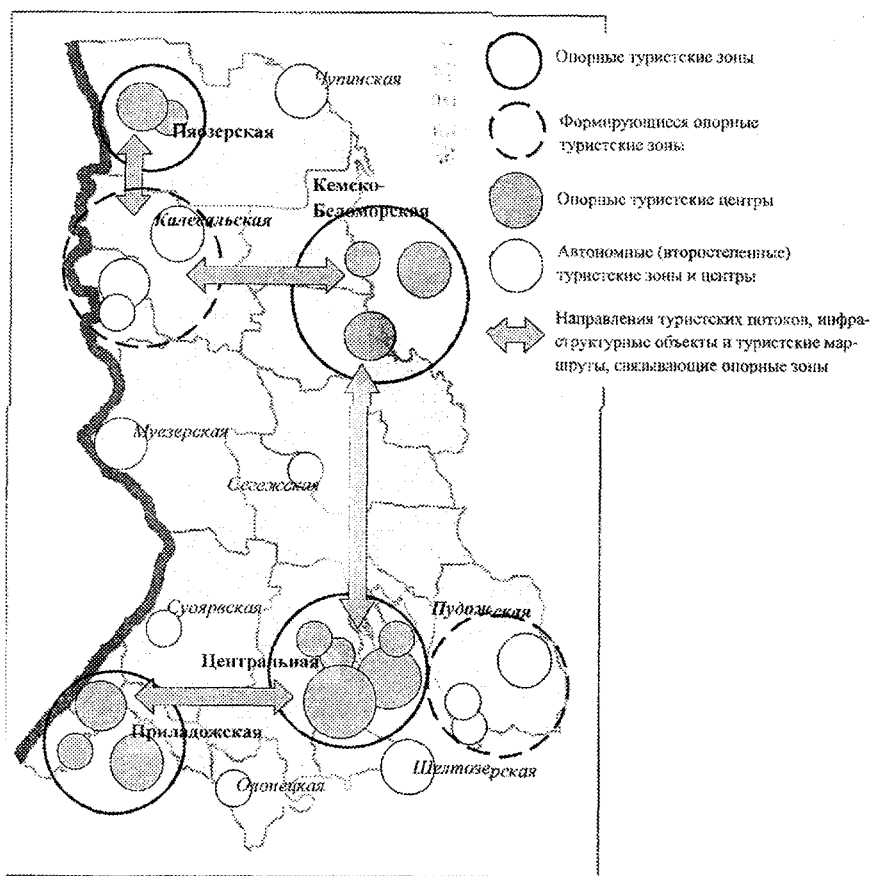 Чупинская
Пяозерская
Калевальская
Кемско-
Беломорская
Муезерская
Сегежская
Суоярвская
Пудожская
Центральная
Приладожская
Шелтозерская
Олонецкая
Опорные туристские зоны
Формирующиеся опорные
туристские зоны
Опорные туристские центры
Автономные (второстепенные)
туристские зоны и центры
Направления туристских потоков, инфра-
структурные объекты и туристские мар-
шруты, связывающие опорные зоны